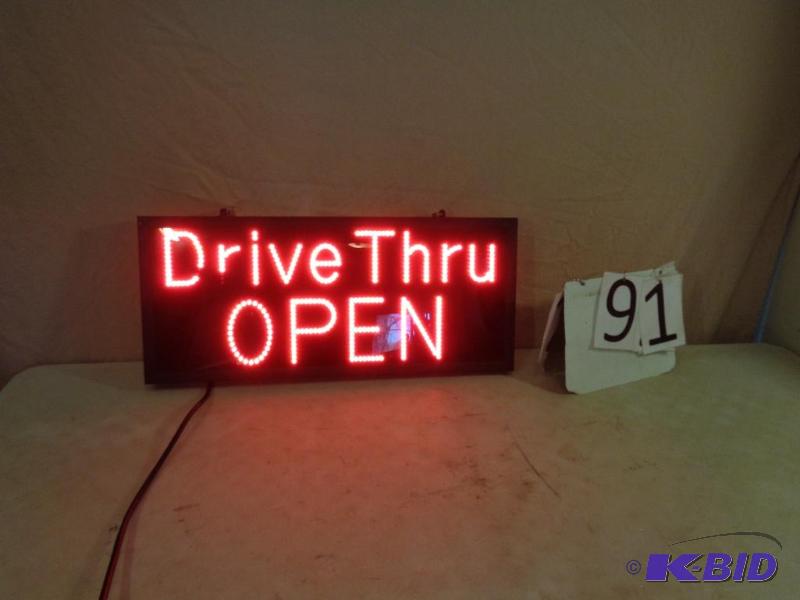 Drive Thru
OPEN
91
© K-BID